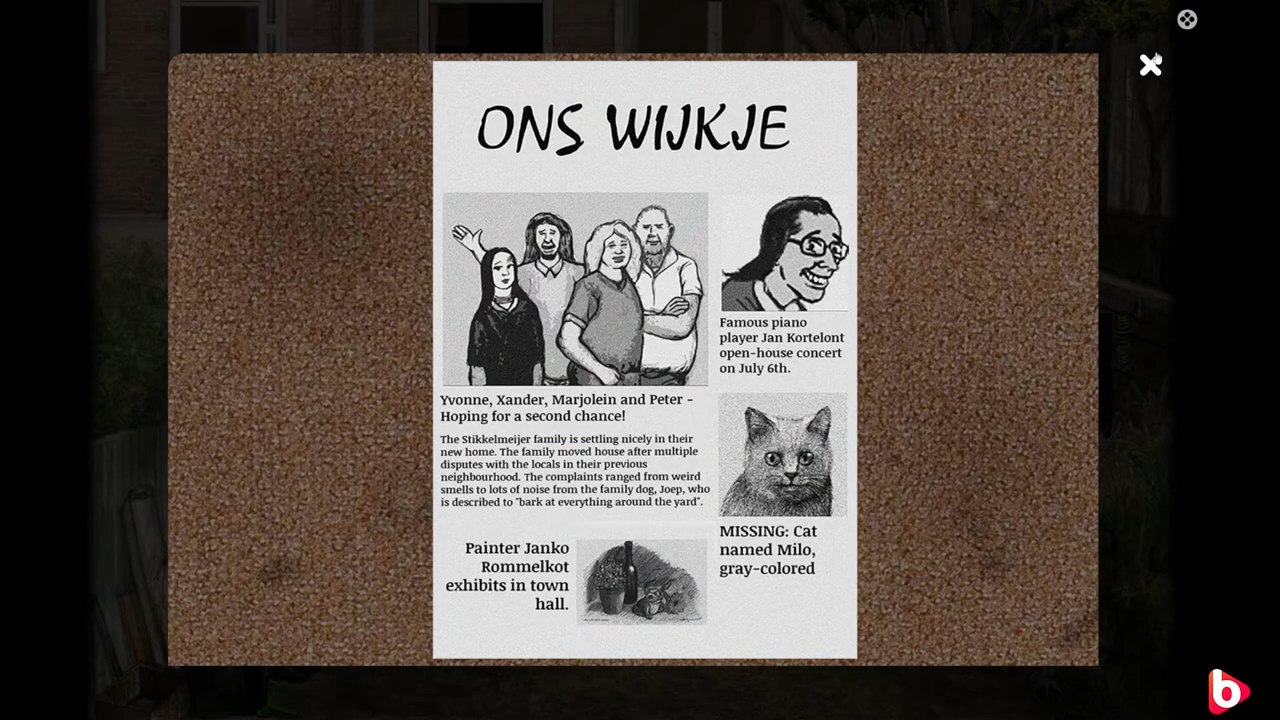 ONS WIJKJE
Yvonne, Xander, Marjolein and Peter -
Hoping for a second chance!
The Stikkelmeijer family is settling nicely in their
new home. The family moved house after multiple
disputes with the locals in their previous
neighbourhood. The complaints ranged from weird
smells to lots of noise from the family dog, Joep, who
is described to "bark at everything around the yard".
Famous piano
player Jan Kortelont
open-house concert
on July 6th.
MISSING: Cat
named Milo,
gray-colored
Painter Janko
Rommelkot
exhibits in town
hall.
b